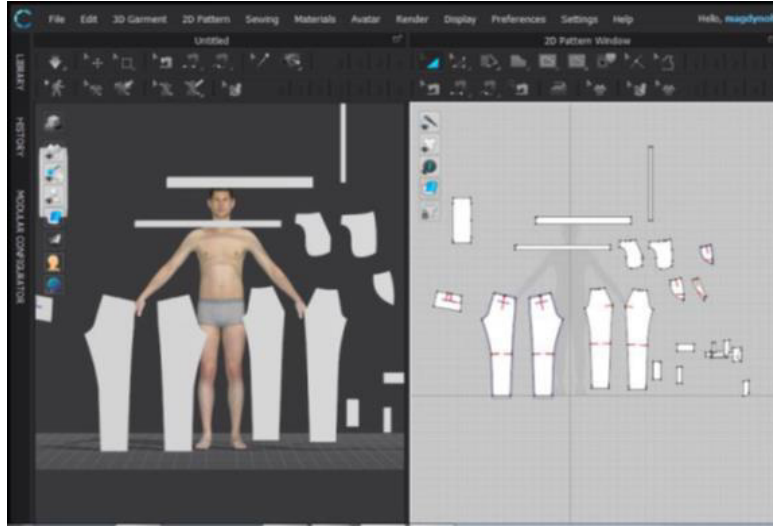 File Edit 3D Garment 2D Pattern Sewing Materials Avatar Render Display Preferences Settings Help Hello,
Untitled
2D Pattern Window
LIBRARY
HISTORY
MODULAR CONFIGURATOR